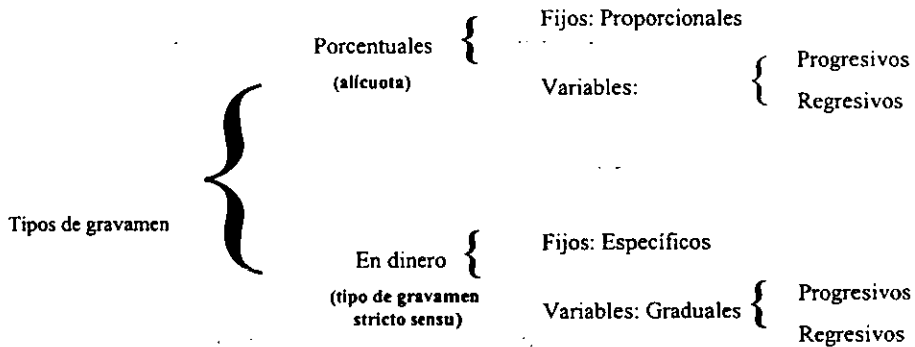 Tipos de gravamen
Porcentuales
(alícuota)
Fijos: Proporcionales
Variables:
Progresivos
Regresivos
En dinero
(tipo de gravamen
stricto sensu)
Fijos: Específicos
Variables: Graduales
Progresivos
Regresivos